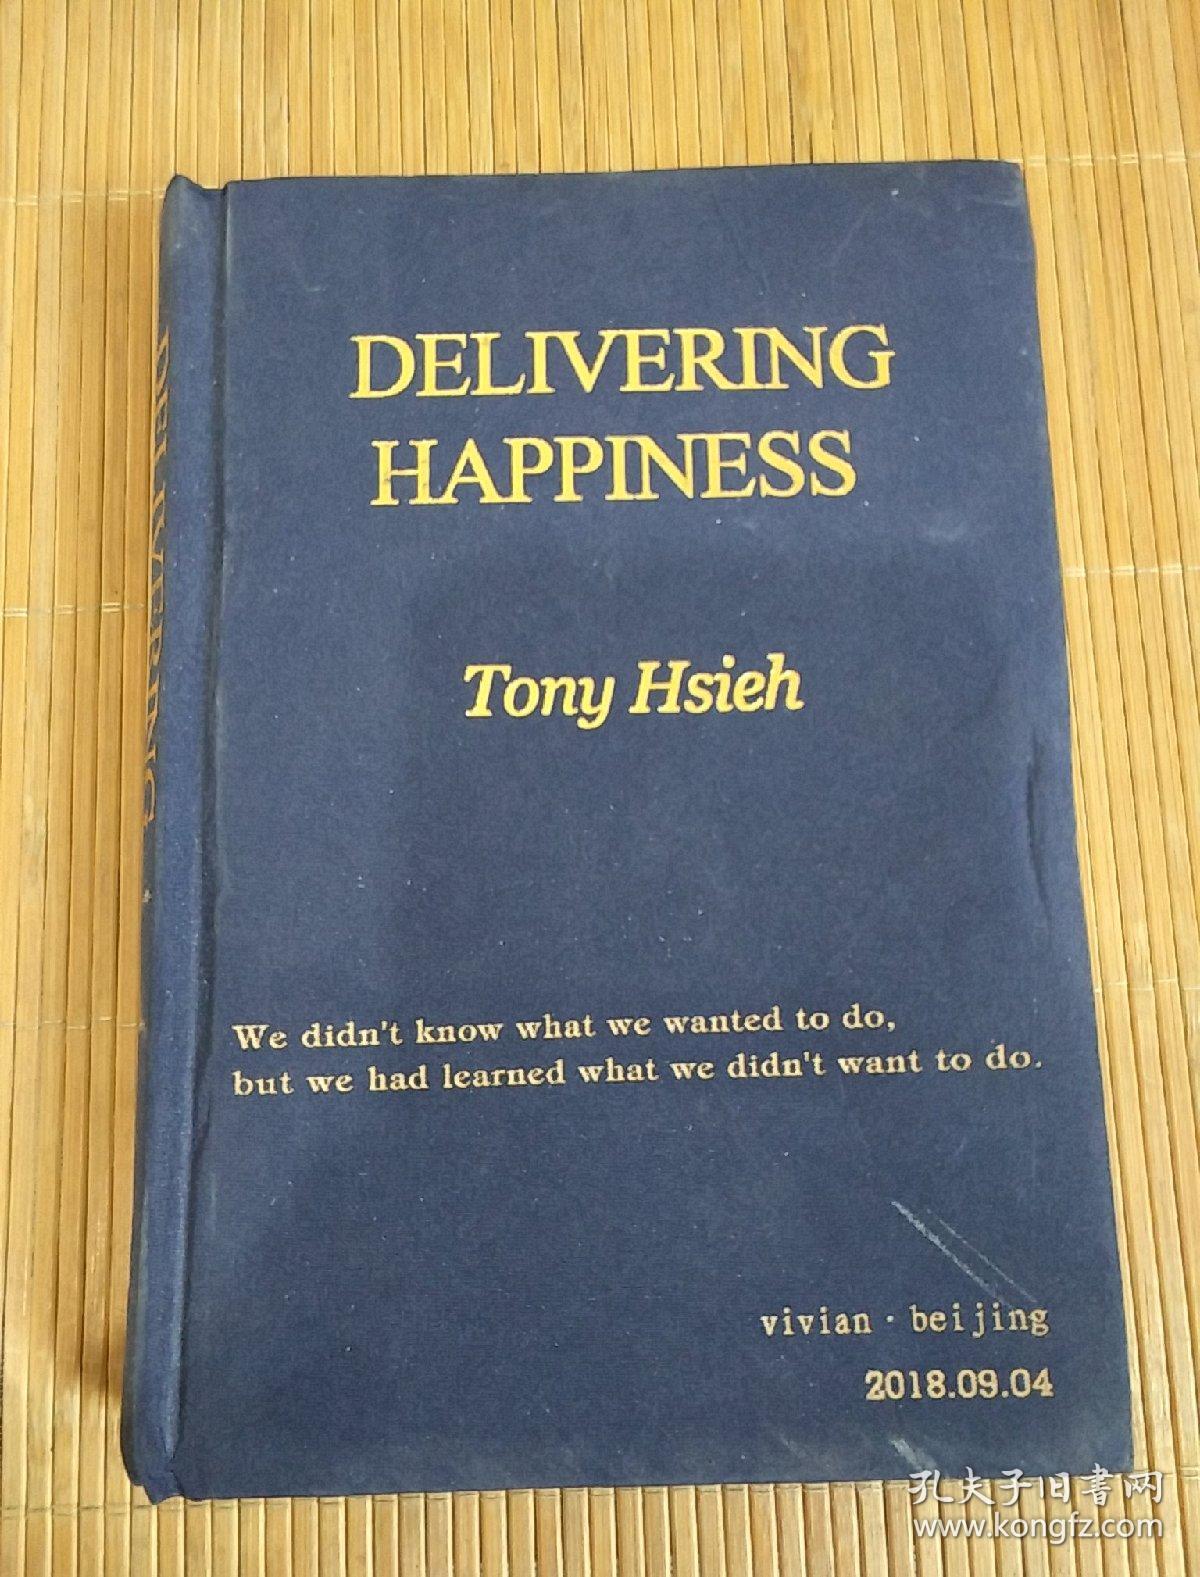 DELIVERING
HAPPINESS
Tony Hsieh
We didn't know what we wanted to do,
but we had learned what we didn't want to do.
vivian · beijing
2018.09.04
DELIVERING
孔夫子旧书网
www.kongfz.com